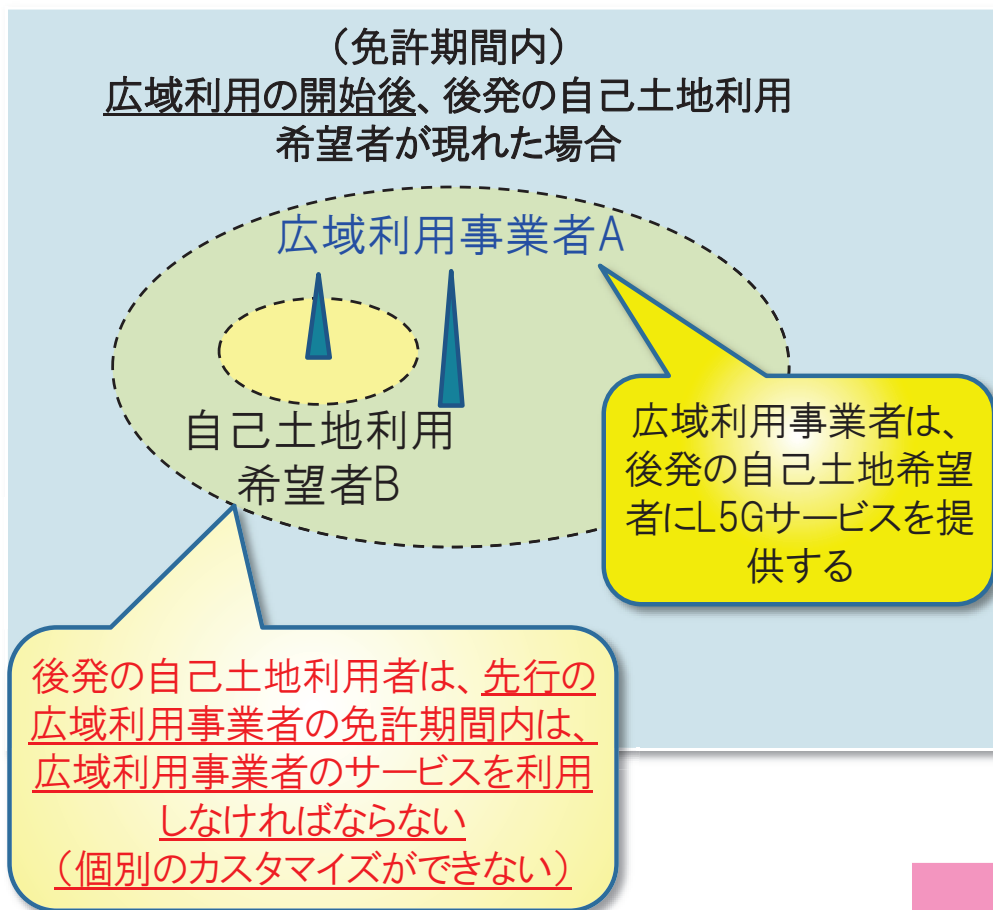 （免許期間内）
広域利用の開始後、後発の自己土地利用
希望者が現れた場合
広域利用事業者A
自己土地利用
希望者B
広域利用事業者は、
後発の自己土地希望
者にL5Gサービスを提
供する
後発の自己土地利用者は、先行の
広域利用事業者の免許期間内は、
広域利用事業者のサービスを利用
しなければならない
（個別のカスタマイズができない）